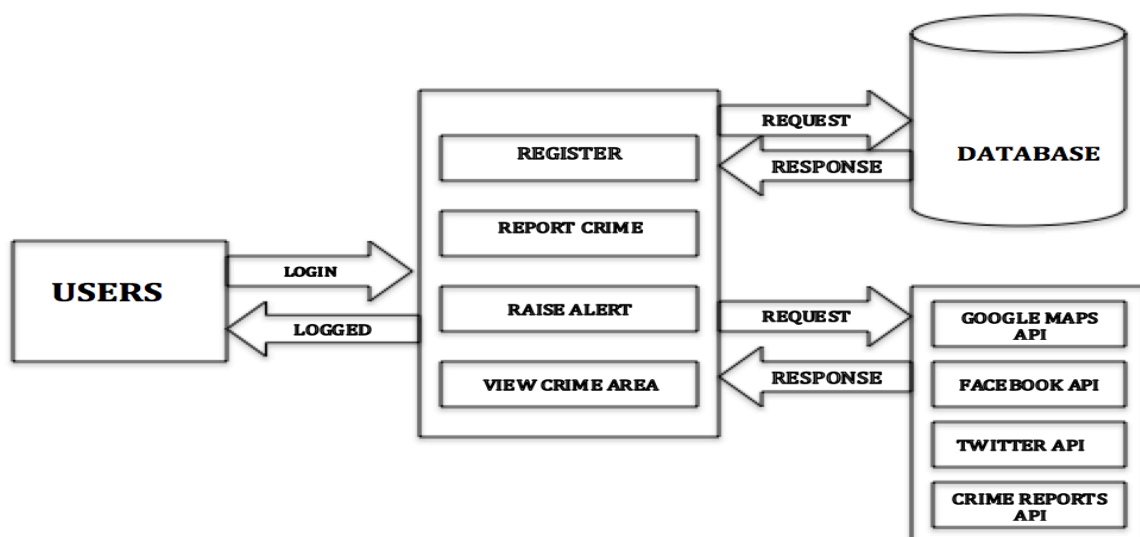 USERS
LOGIN
LOGGED
REGISTER
REPORT CRIME
RAISE ALERT
VIEW CRIME AREA
REQUEST
RESPONSE
DATABASE
REQUEST
RESPONSE
GOOGLE MAPS
API
FACEBOOK API
TWITTER API
CRIME REPORTS
API